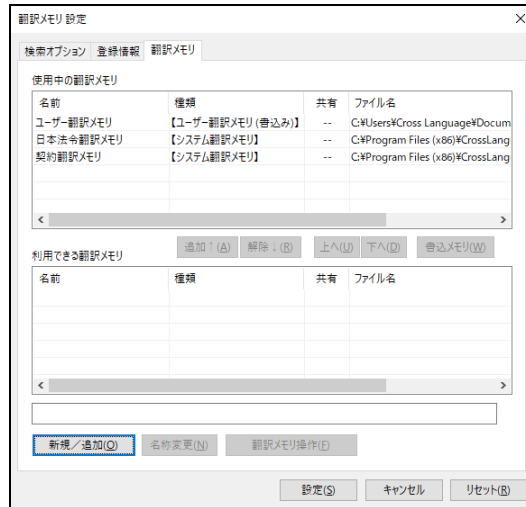 翻訳メモリ 設定
検索オプション 登録情報 翻訳メモリ
使用中の翻訳メモリ
名前 種類 共有 ファイル名
ユーザー翻訳メモリ 【ユーザー翻訳メモリ(書込み)】 -- C:¥Users¥Cross Language¥Docum
日本法令翻訳メモリ 【システム翻訳メモリ】 -- C:¥Program Files (x86)¥CrossLang
契約翻訳メモリ 【システム翻訳メモリ】 -- C:¥Program Files (x86)¥CrossLang
追加↑(A) 解除↓(R) 上へ(U) 下へ(D) 書込メモリ(W)
利用できる翻訳メモリ
名前 種類 共有 ファイル名
新規/追加(O) 名称変更(N) 翻訳メモリ操作(F)
設定(S) キャンセル リセット(R)